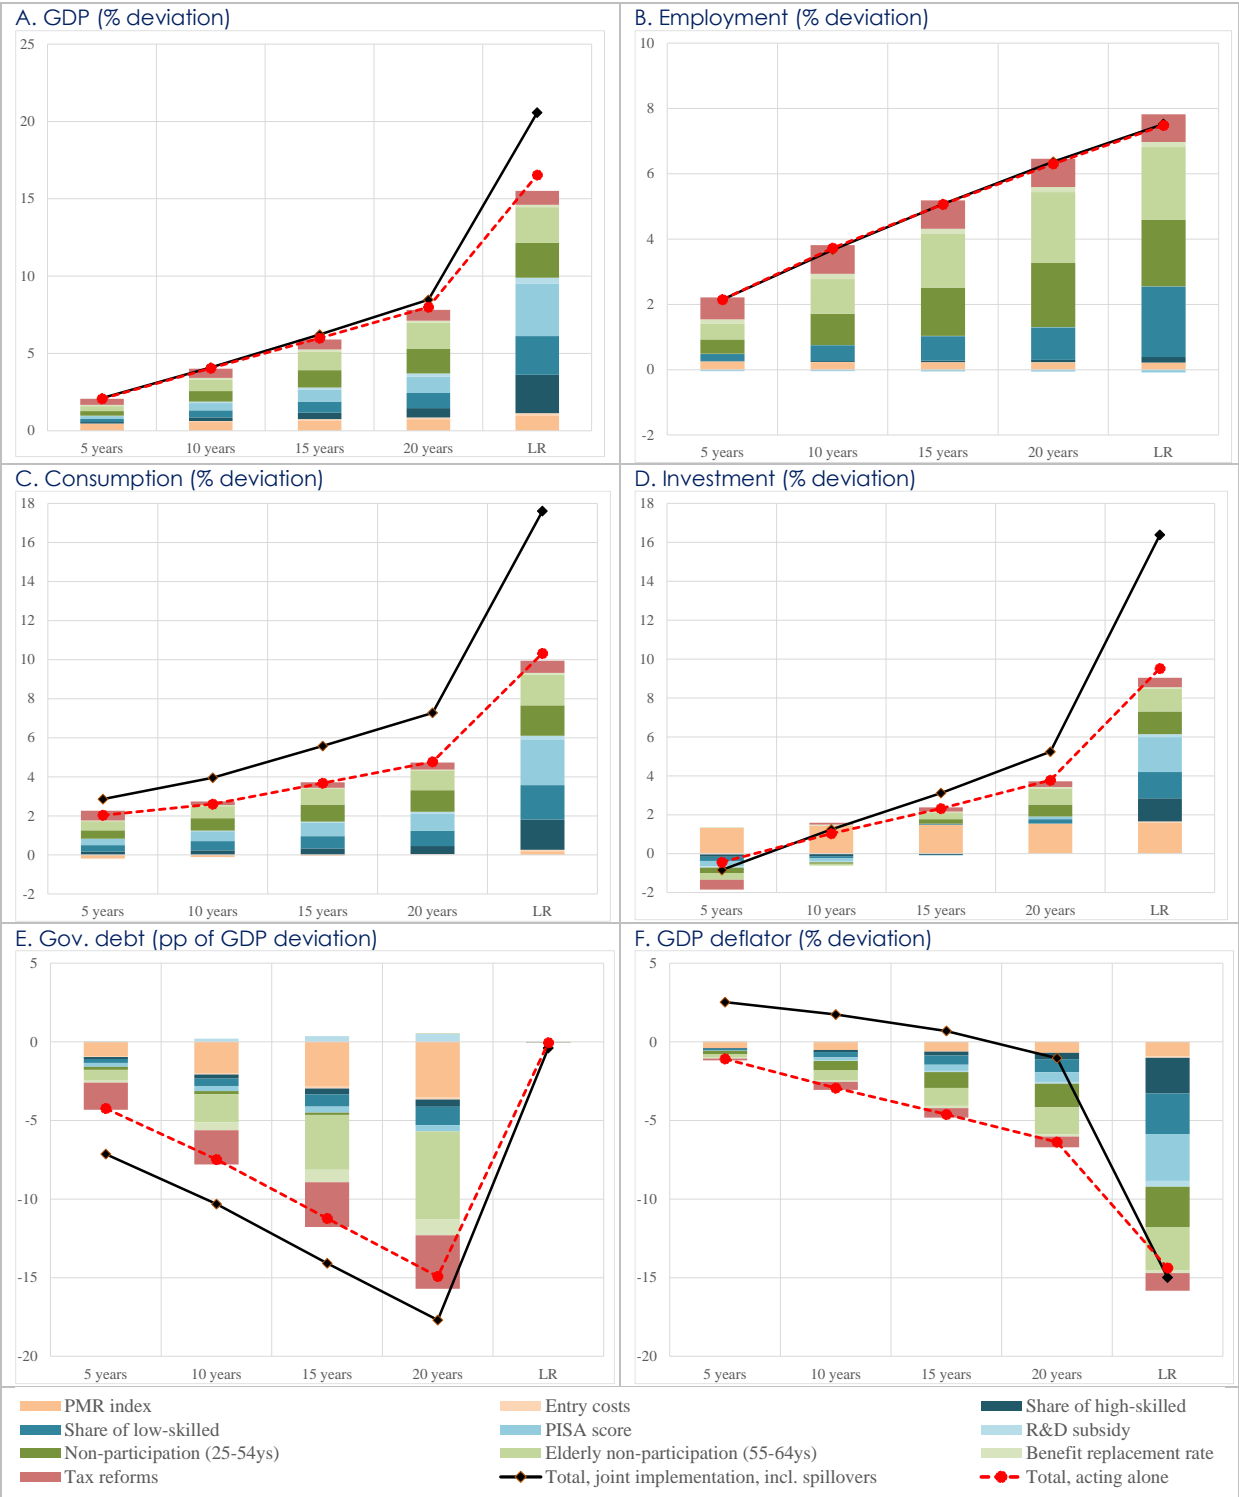 A. GDP (% deviation)
25
20
15
10
5
0
5 years 10 years 15 years 20 years LR
B. Employment (% deviation)
10
8
6
4
2
0
-2
5 years 10 years 15 years 20 years LR
C. Consumption (% deviation)
18
16
14
12
10
8
6
4
2
0
-2
5 years 10 years 15 years 20 years LR
D. Investment (% deviation)
18
16
14
12
10
8
6
4
2
0
-2
5 years 10 years 15 years 20 years LR
E. Gov. debt (pp of GDP deviation)
5
0
-5
-10
-15
-20
5 years 10 years 15 years 20 years LR
F. GDP deflator (% deviation)
5
0
-5
-10
-15
-20
5 years 10 years 15 years 20 years LR
PMR index Entry costs Share of high-skilled
Share of low-skilled PISA score R&D subsidy
Non-participation (25-54ys) Elderly non-participation (55-64ys) Benefit replacement rate
Tax reforms Total, joint implementation, incl. spillovers Total, acting alone